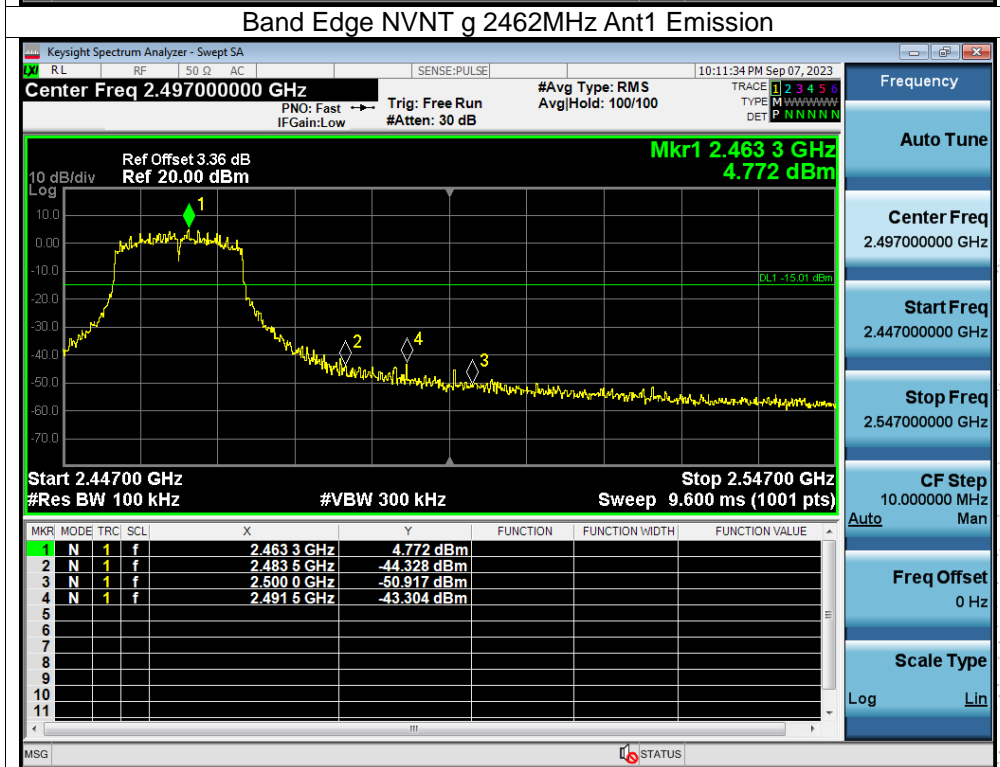 Band Edge NVNT g 2462MHz Ant1 Emission
Keysight Spectrum Analyzer - Swept SA
LXI RL RF 50 Ω AC SENSE:PULSE 10:11:34 PM Sep 07, 2023
Center Freq 2.497000000 GHz
PNO: Fast
IFGain:Low
Trig: Free Run
#Atten: 30 dB
#Avg Type: RMS
Avg|Hold: 100/100
TRACE 1 2 3 4 5 6
TYPE M WWWWW
DET P N N N N N
Frequency
Auto Tune
Center Freq
2.497000000 GHz
Start Freq
2.447000000 GHz
Stop Freq
2.547000000 GHz
CF Step
10.000000 MHz
Auto Man
Freq Offset
0 Hz
Scale Type
Log Lin
Mkr1 2.463 3 GHz
4.772 dBm
Ref Offset 3.36 dB
10 dB/div Ref 20.00 dBm
Log
10.0
0.00
-10.0
-20.0
-30.0
-40.0
-50.0
-60.0
-70.0
1
2
4
3
DL1 -15.01 dBm
Start 2.44700 GHz Stop 2.54700 GHz
#Res BW 100 kHz #VBW 300 kHz Sweep 9.600 ms (1001 pts)
MKR MODE TRC SCL X Y FUNCTION FUNCTION WIDTH FUNCTION VALUE
1 N 1 f 2.463 3 GHz 4.772 dBm
2 N 1 f 2.483 5 GHz -44.328 dBm
3 N 1 f 2.500 0 GHz -50.917 dBm
4 N 1 f 2.491 5 GHz -43.304 dBm
5
6
7
8
9
10
11
MSG STATUS